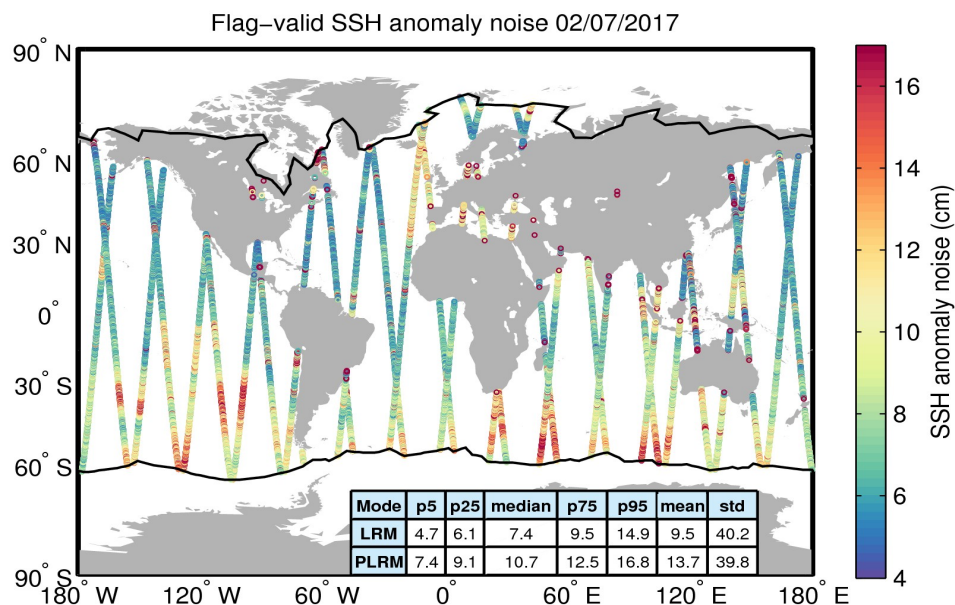 Flag−valid SSH anomaly noise 02/07/2017
90° N
60° N
30° N
0°
30° S
60° S
90° S
180° W
120° W
60° W
0°
60° E
120° E
180° E
16
14
12
10
8
6
4
SSH anomaly noise (cm)
Mode p5 p25 median p75 p95 mean std
LRM 4.7 6.1 7.4 9.5 14.9 9.5 40.2
PLRM 7.4 9.1 10.7 12.5 16.8 13.7 39.8